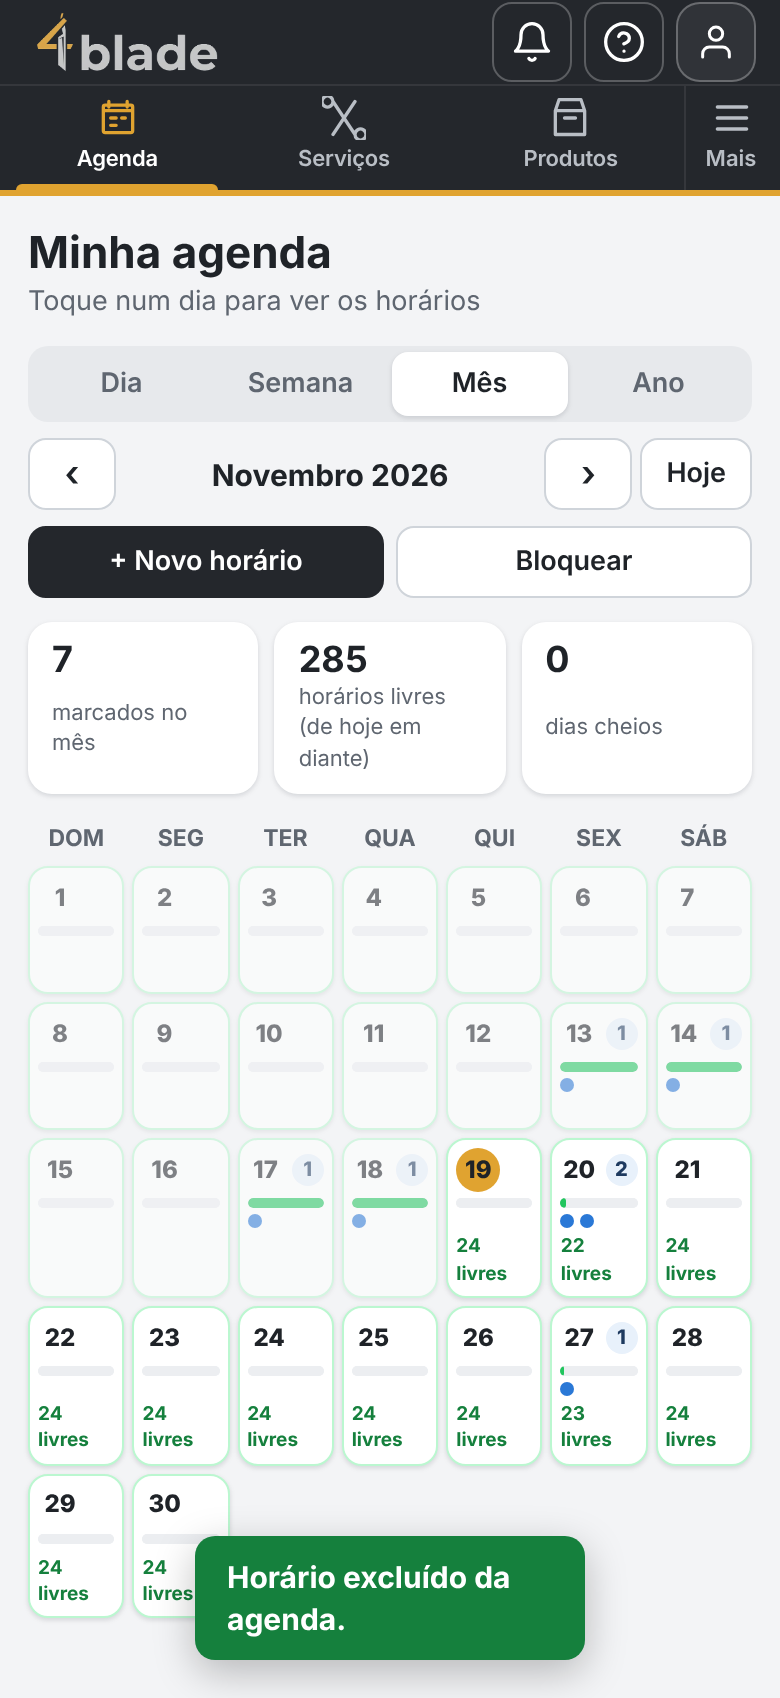 4blade
Agenda Serviços Produtos Mais
Minha agenda
Toque num dia para ver os horários
Dia Semana Mês Ano
‹ Novembro 2026 › Hoje
+ Novo horário Bloquear
7
marcados no
mês
285
horários livres
(de hoje em
diante)
0
dias cheios
DOM SEG TER QUA QUI SEX SÁB
1 2 3 4 5 6 7
8 9 10 11 12 13 1 14 1
15 16 17 1 18 1 19 20 2 21
24 22 24
livres livres livres
22 23 24 25 26 27 1 28
24 24 24 24 24 23 24
livres livres livres livres livres livres livres
29 30
24 24
livres livres
Horário excluído da
agenda.